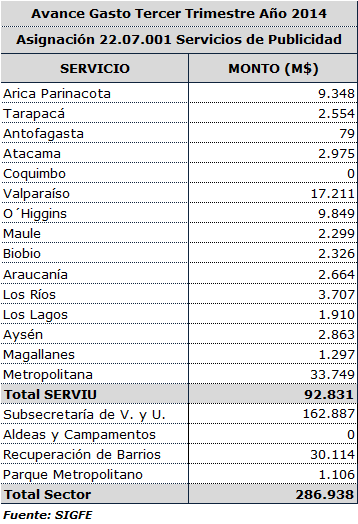 Avance Gasto Tercer Trimestre Año 2014
Asignación 22.07.001 Servicios de Publicidad
SERVICIO MONTO (M$)
Arica Parinacota 9.348
Tarapacá 2.554
Antofagasta 79
Atacama 2.975
Coquimbo 0
Valparaíso 17.211
O´Higgins 9.849
Maule 2.299
Biobio 2.326
Araucanía 2.664
Los Ríos 3.707
Los Lagos 1.910
Aysén 2.863
Magallanes 1.297
Metropolitana 33.749
Total SERVIU 92.831
Subsecretaría de V. y U. 162.887
Aldeas y Campamentos 0
Recuperación de Barrios 30.114
Parque Metropolitano 1.106
Total Sector 286.938
Fuente: SIGFE